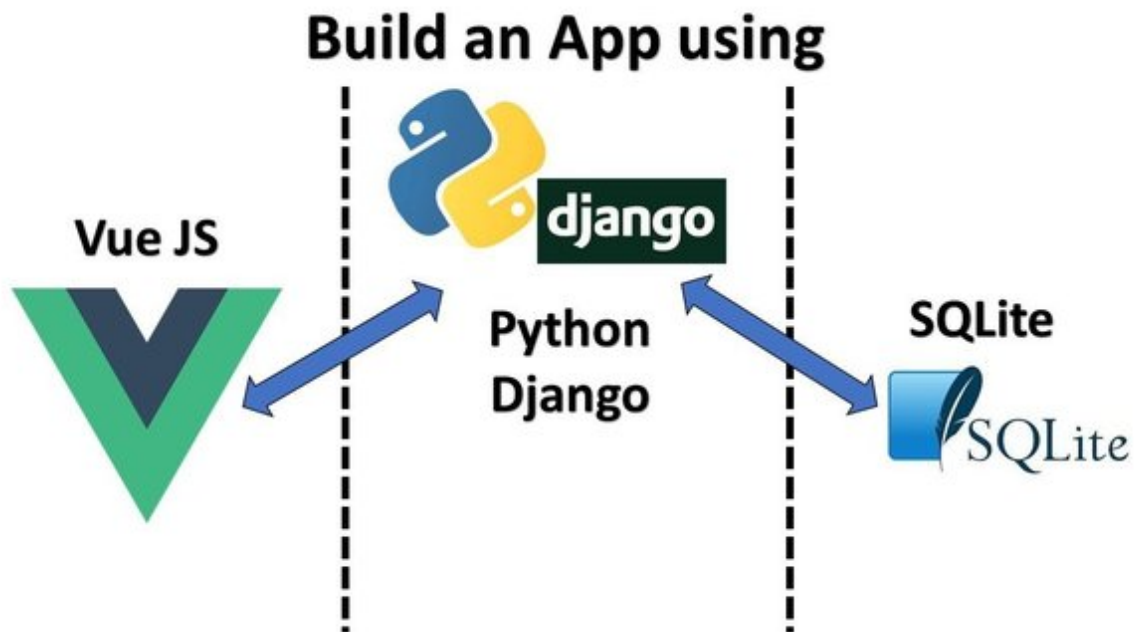 Build an App using
Vue JS
django
Python
Django
SQLite
SQLite